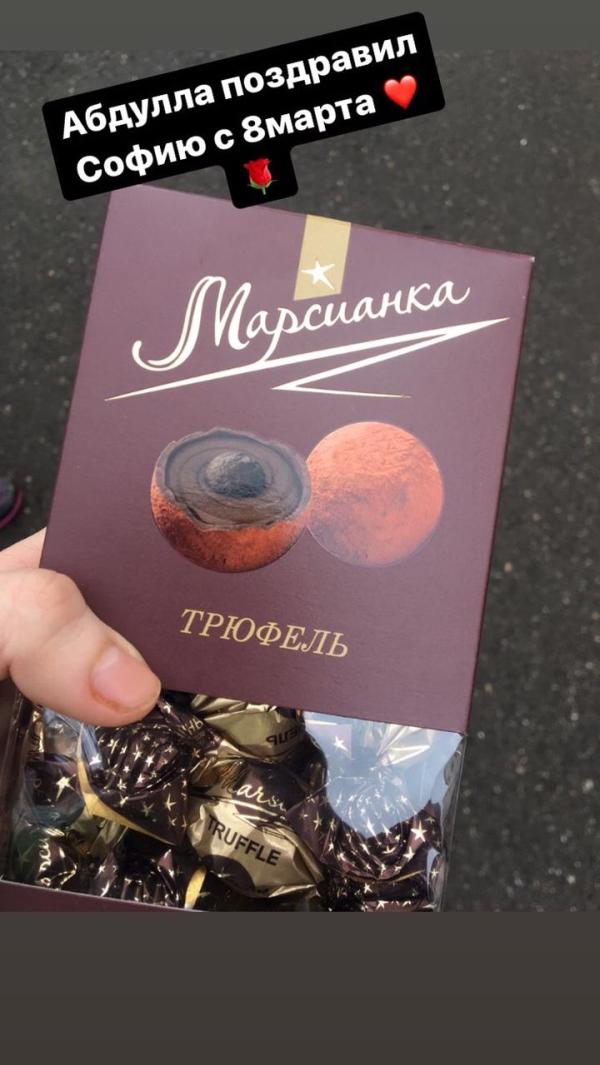 Абдулла поздравил
Софию с 8марта ❤️
🌹
Марсианка
ТРЮФЕЛЬ
TRUFFLE